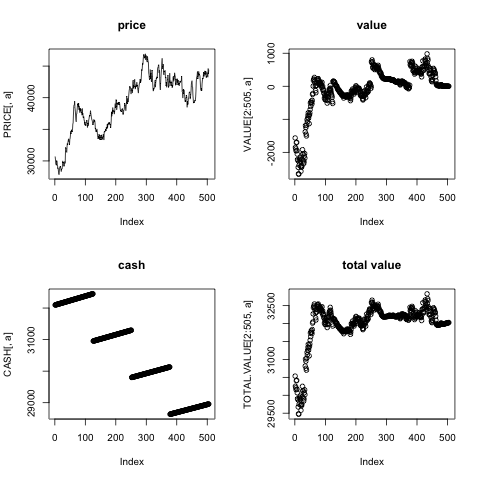 price
PRICE[, a]
30000
40000
0
100
200
300
400
500
Index
value
VALUE[2:505, a]
-2000
0
1000
0
100
200
300
400
500
Index
cash
CASH[, a]
29000
31000
0
100
200
300
400
500
Index
total value
TOTAL.VALUE[2:505, a]
29500
31000
32500
0
100
200
300
400
500
Index